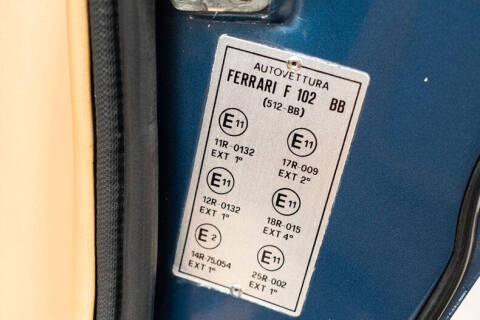 AUTOVETTURA
FERRARI F 102 BB
(512-BB)
E11
11R-0132
EXT 1"
E11
17R-009
EXT 2"
E11
12R-0132
EXT 1"
E11
18R-015
EXT 4"
E2
14R-75.054
EXT 1"
E11
25R-002
EXT 1"